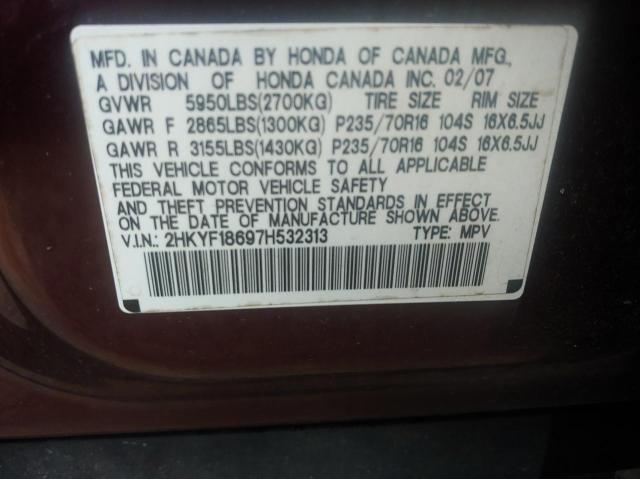 MFD. IN CANADA BY HONDA OF CANADA MFG.,
A DIVISION OF HONDA CANADA INC. 02/07
GVWR 5950LBS(2700KG) TIRE SIZE RIM SIZE
GAWR F 2865LBS(1300KG) P235/70R16 104S 16X6.5JJ
GAWR R 3155LBS(1430KG) P235/70R16 104S 16X6.5JJ
THIS VEHICLE CONFORMS TO ALL APPLICABLE
FEDERAL MOTOR VEHICLE SAFETY
AND THEFT PREVENTION STANDARDS IN EFFECT
ON THE DATE OF MANUFACTURE SHOWN ABOVE.
V.I.N.: 2HKYF18697H532313 TYPE: MPV